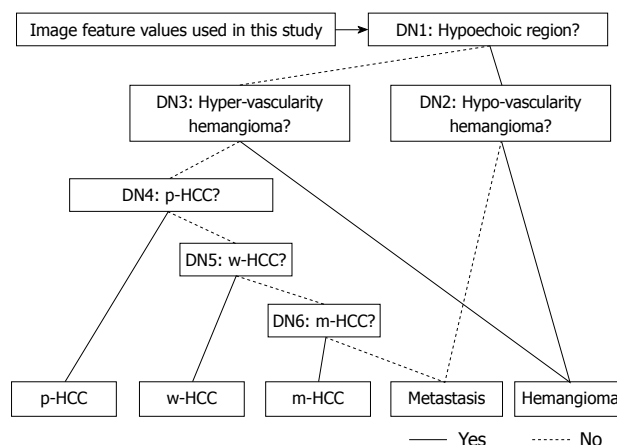 Image feature values used in this study
DN1: Hypoechoic region?
DN3: Hyper-vascularity
hemangioma?
DN2: Hypo-vascularity
hemangioma?
DN4: p-HCC?
DN5: w-HCC?
DN6: m-HCC?
p-HCC
w-HCC
m-HCC
Metastasis
Hemangioma
Yes
No